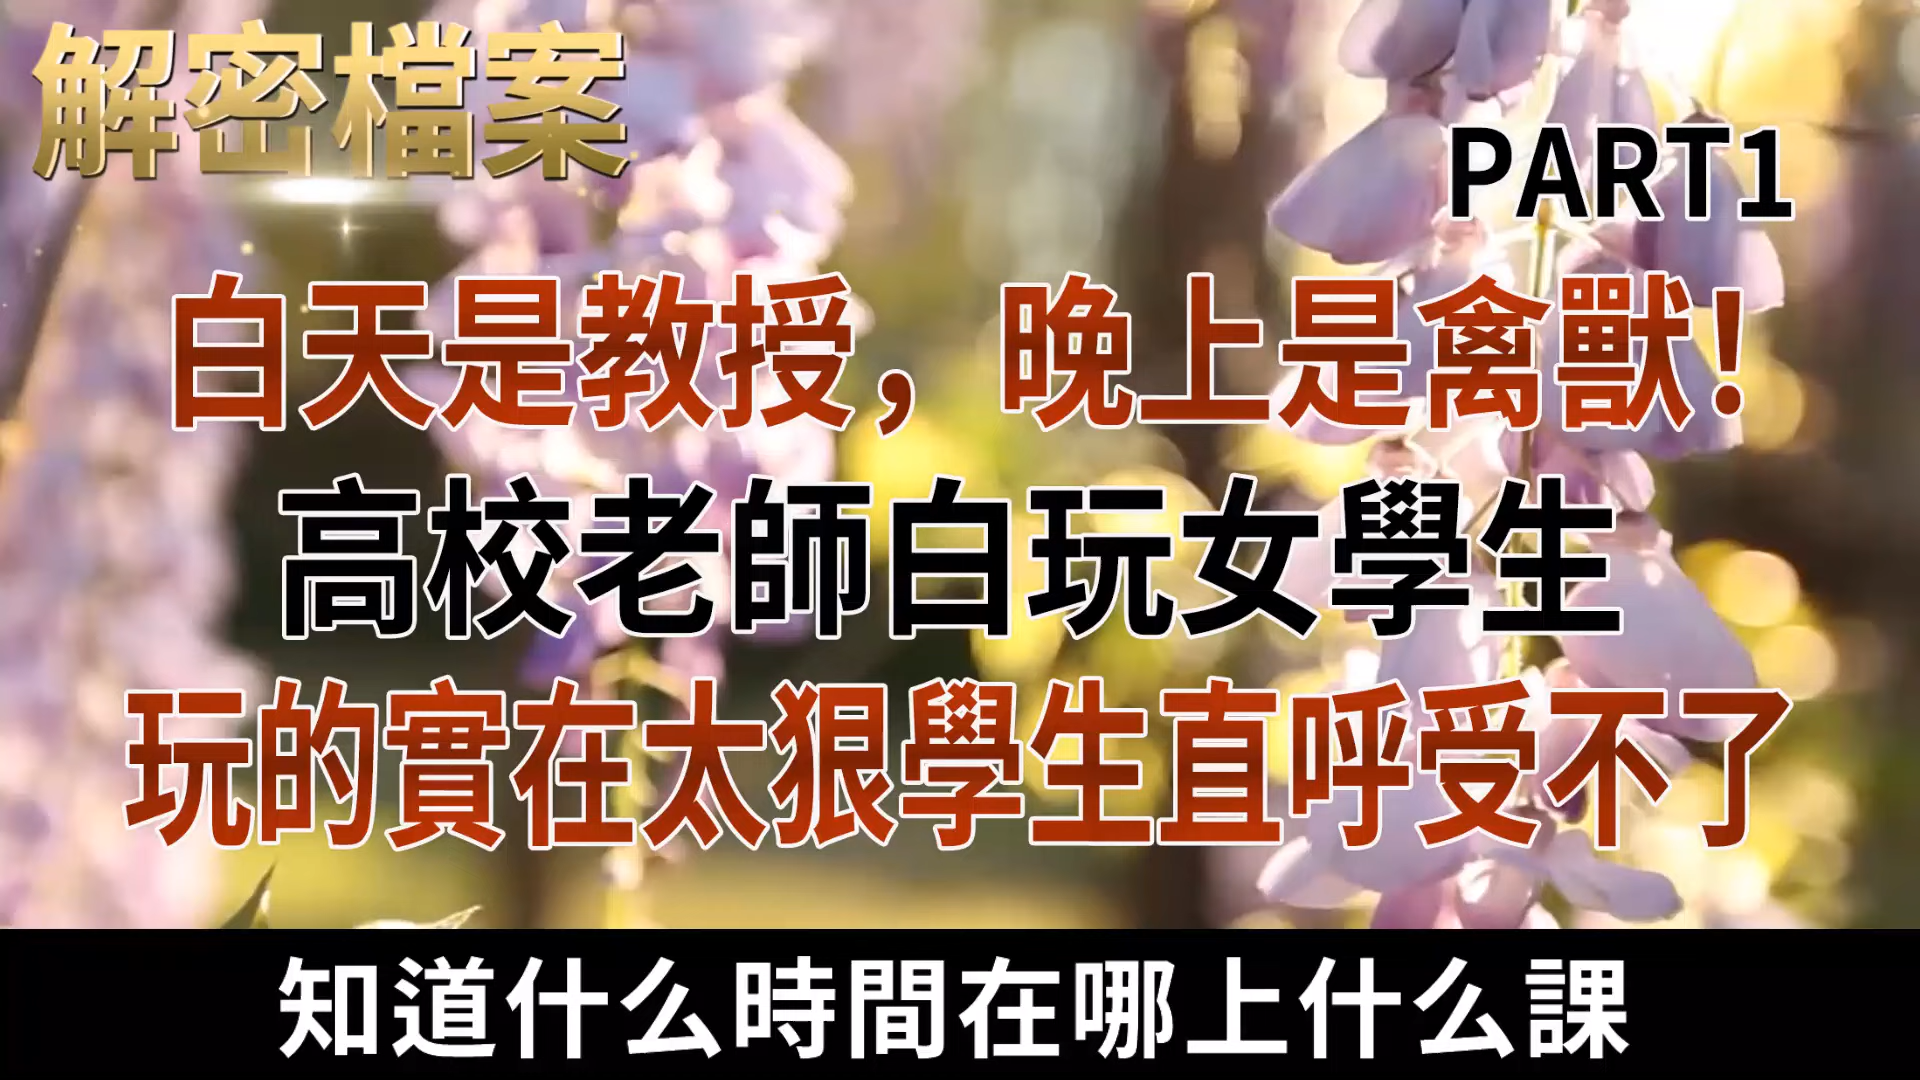 解密檔案
PART1
白天是教授，晚上是禽獸！
高校老師白玩女學生
玩的實在太狠學生直呼受不了
知道什么時間在哪上什么課